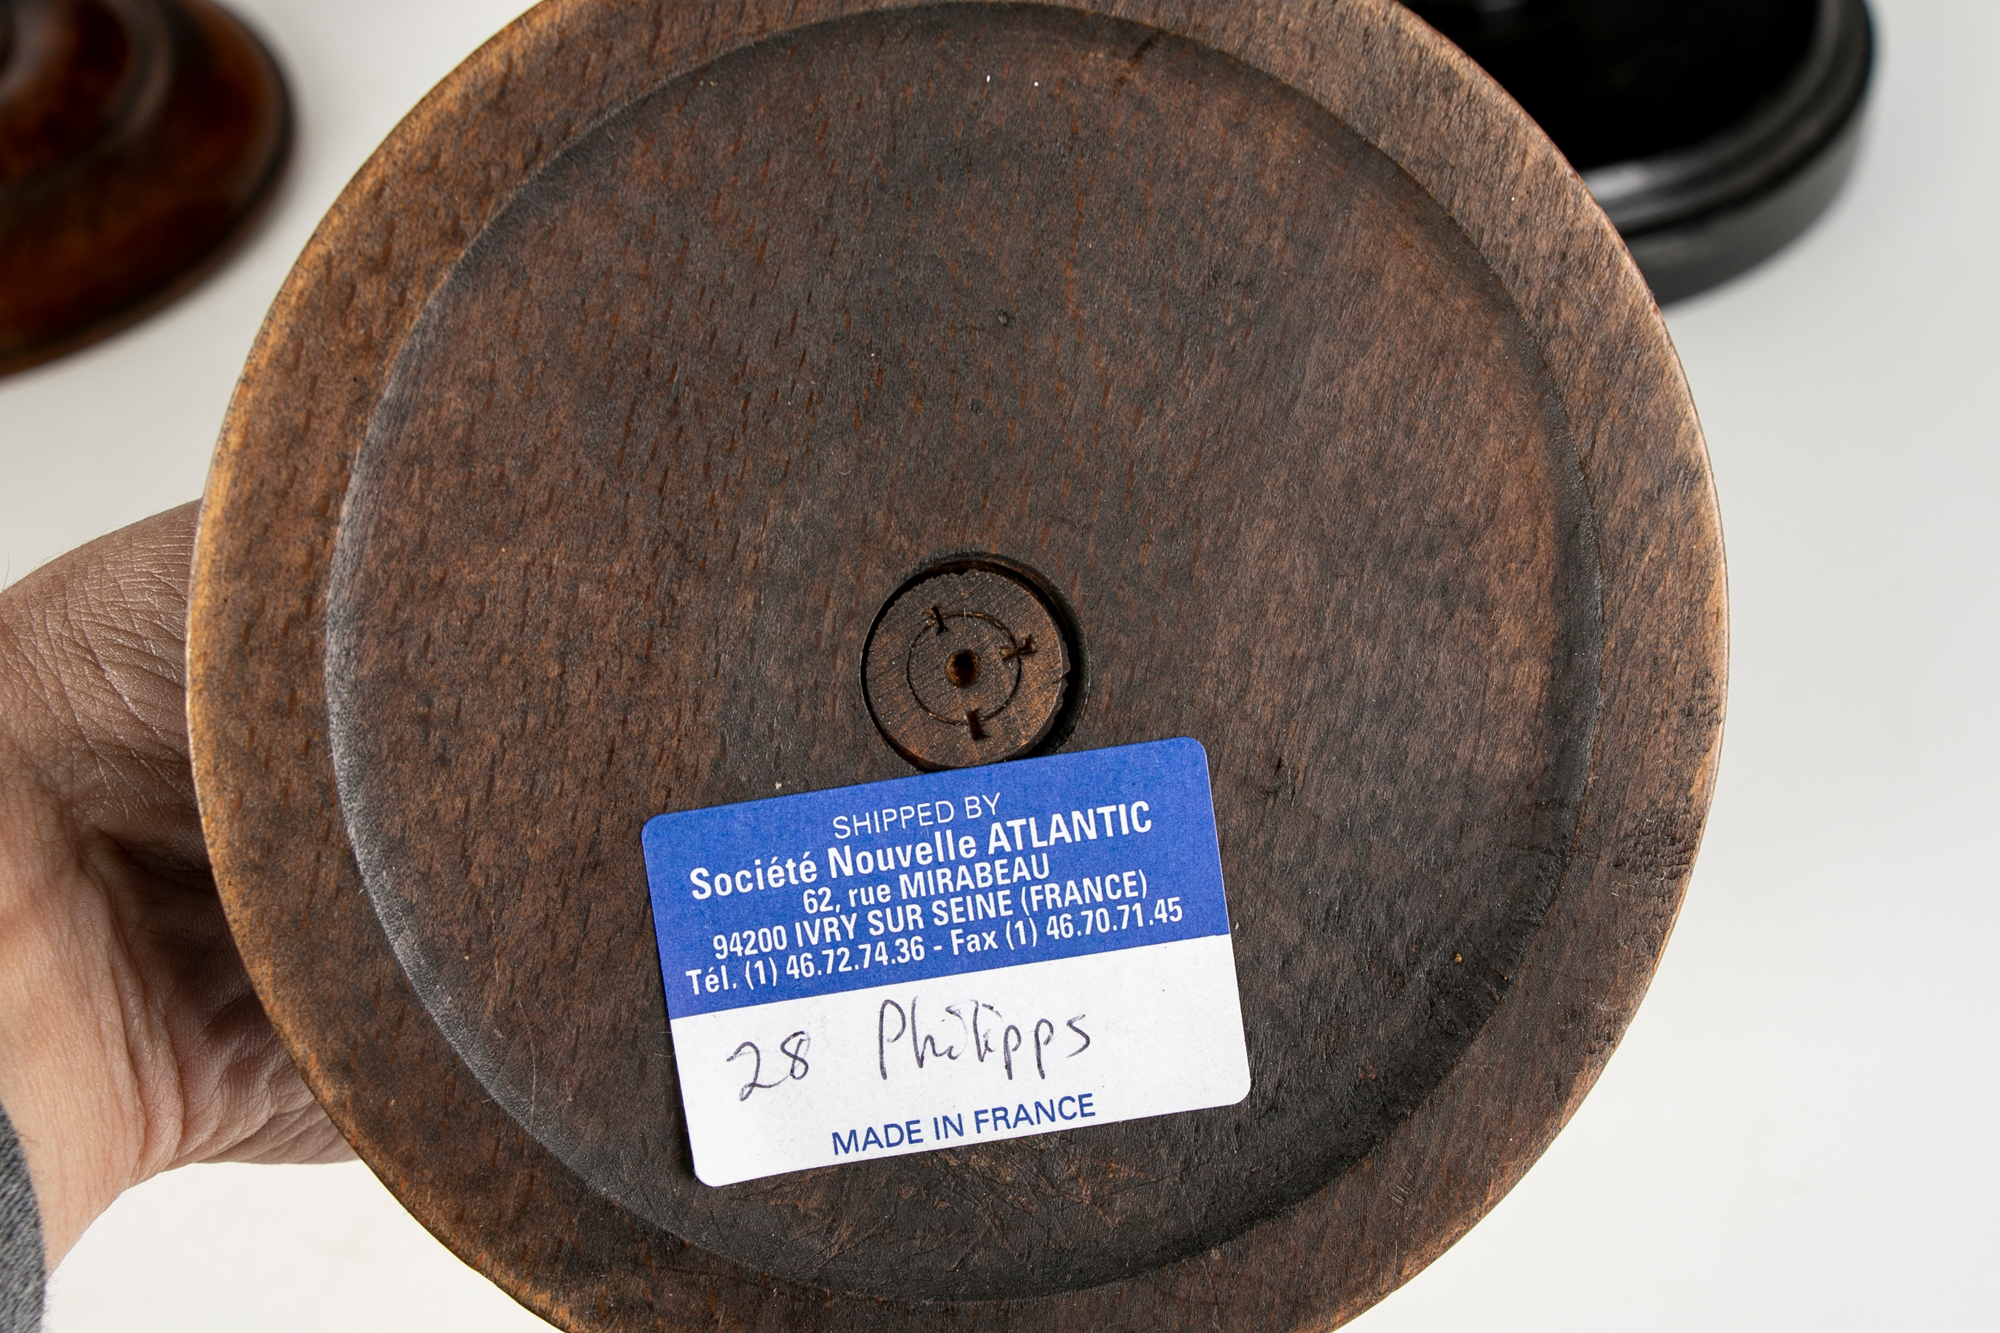 SHIPPED BY
Société Nouvelle ATLANTIC
62, rue MIRABEAU
94200 IVRY SUR SEINE (FRANCE)
Tél. (1) 46.72.74.36 - Fax (1) 46.70.71.45
28 Philipps
MADE IN FRANCE